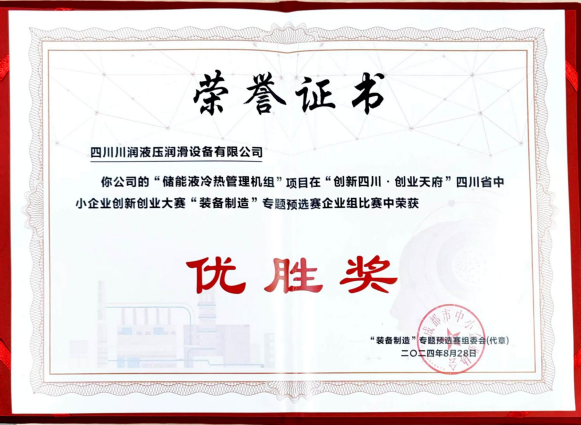 荣誉证书
四川川润液压润滑设备有限公司
你公司的“储能液冷热管理机组”项目在“创新四川·创业天府”四川省中
小企业创新创业大赛“装备制造”专题预选赛企业组比赛中荣获
优胜奖
“装备制造”专题预选赛组委会(代章)
二〇二四年8月28日
成都市中小